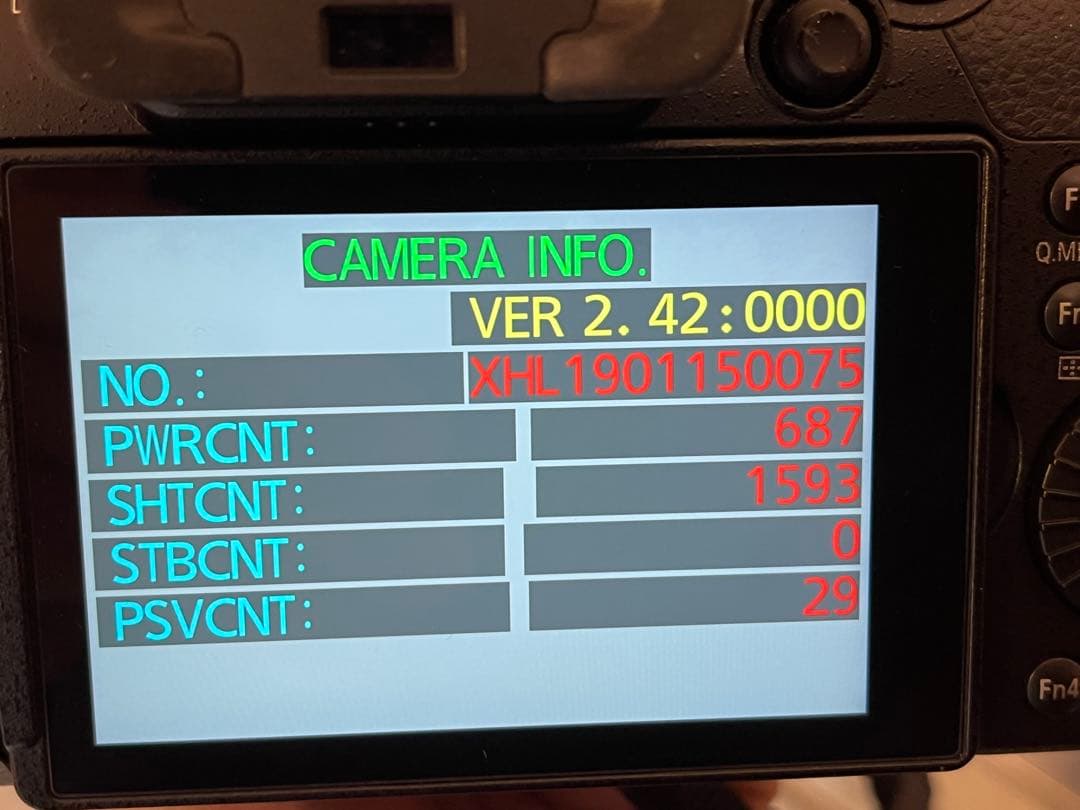 CAMERA INFO.
VER 2. 42:0000
NO.: XHL1901150075
PWRCNT: 687
SHTCNT: 1593
STBCNT: 0
PSVCNT: 29
Fn4